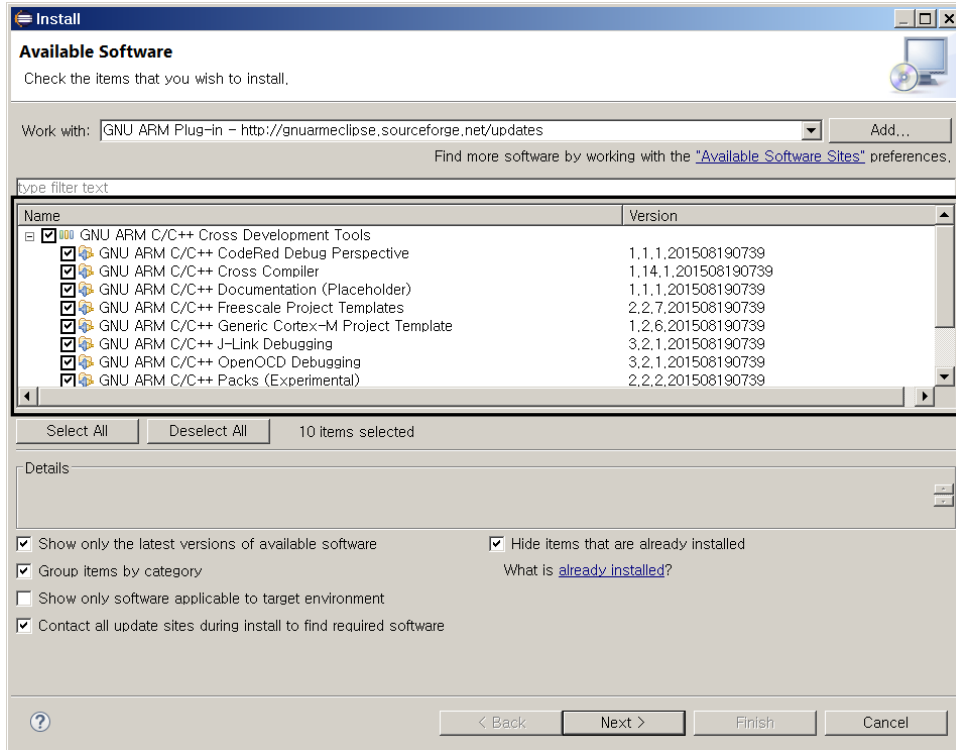 Install
Available Software
Check the items that you wish to install,
Work with: GNU ARM Plug-in - http://gnuarmeclipse,sourceforge,net/updates Add,,,
Find more software by working with the "Available Software Sites" preferences,
type filter text
Name Version
GNU ARM C/C++ Cross Development Tools
GNU ARM C/C++ CodeRed Debug Perspective 1,1,1,201508190739
GNU ARM C/C++ Cross Compiler 1,14,1,201508190739
GNU ARM C/C++ Documentation (Placeholder) 1,1,1,201508190739
GNU ARM C/C++ Freescale Project Templates 2,2,7,201508190739
GNU ARM C/C++ Generic Cortex-M Project Template 1,2,6,201508190739
GNU ARM C/C++ J-Link Debugging 3,2,1,201508190739
GNU ARM C/C++ OpenOCD Debugging 3,2,1,201508190739
GNU ARM C/C++ Packs (Experimental) 2,2,2,201508190739
Select All Deselect All 10 items selected
Details
Show only the latest versions of available software Hide items that are already installed
Group items by category What is already installed?
Show only software applicable to target environment
Contact all update sites during install to find required software
? < Back Next > Finish Cancel